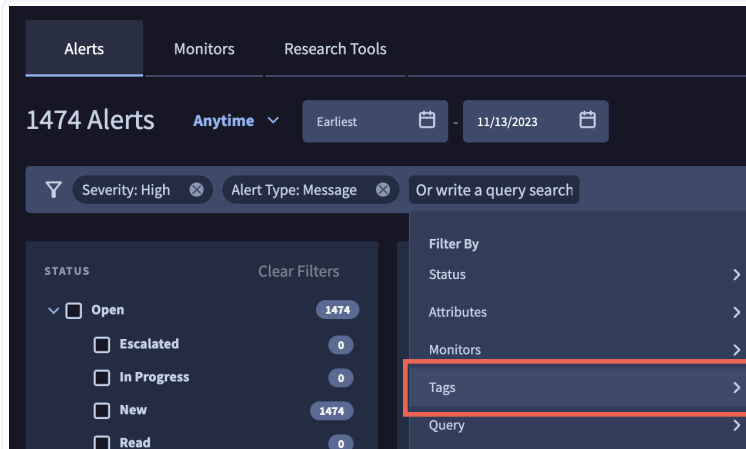 Alerts Monitors Research Tools
1474 Alerts Anytime Earliest - 11/13/2023
Severity: High Alert Type: Message Or write a query search
STATUS Clear Filters
Open 1474
Escalated 0
In Progress 0
New 1474
Read 0
Filter By
Status
Attributes
Monitors
Tags
Query